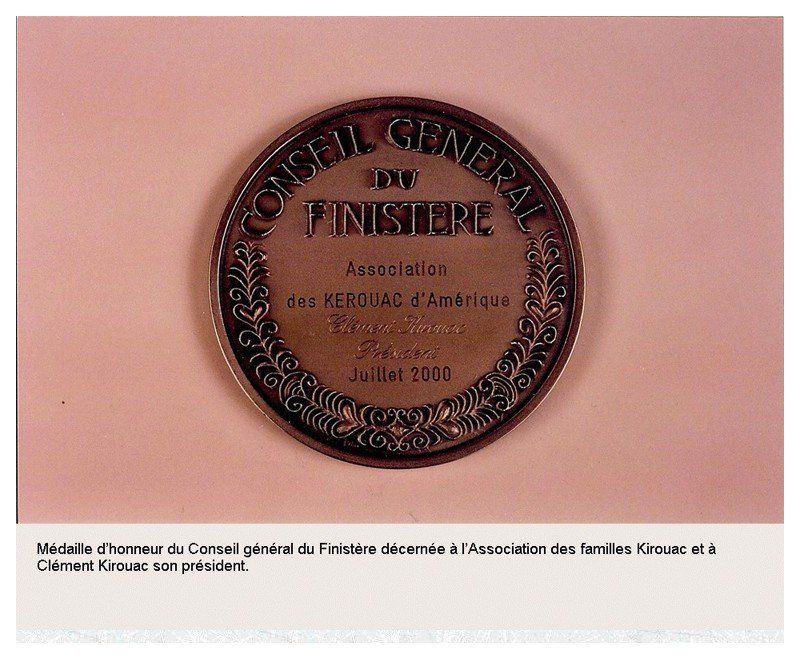 CONSEIL GENERAL
DU
FINISTERE
Association
des KEROUAC d'Amérique
Clément Kirouac
Président
Juillet 2000
Médaille d'honneur du Conseil général du Finistère décernée à l'Association des familles Kirouac et à
Clément Kirouac son président.